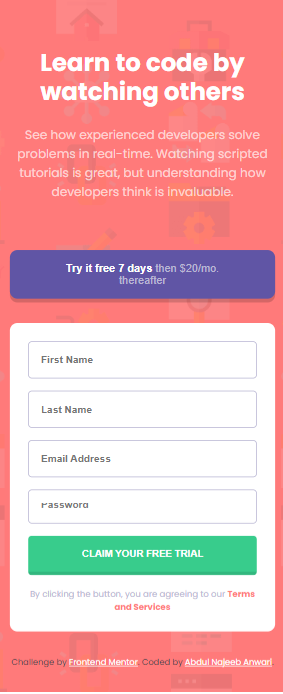 Learn to code by
watching others
See how experienced developers solve
problems in real-time. Watching scripted
tutorials is great, but understanding how
developers think is invaluable.
Try it free 7 days then $20/mo.
thereafter
First Name
Last Name
Email Address
Password
CLAIM YOUR FREE TRIAL
By clicking the button, you are agreeing to our Terms
and Services
Challenge by Frontend Mentor. Coded by Abdul Najeeb Anwari.